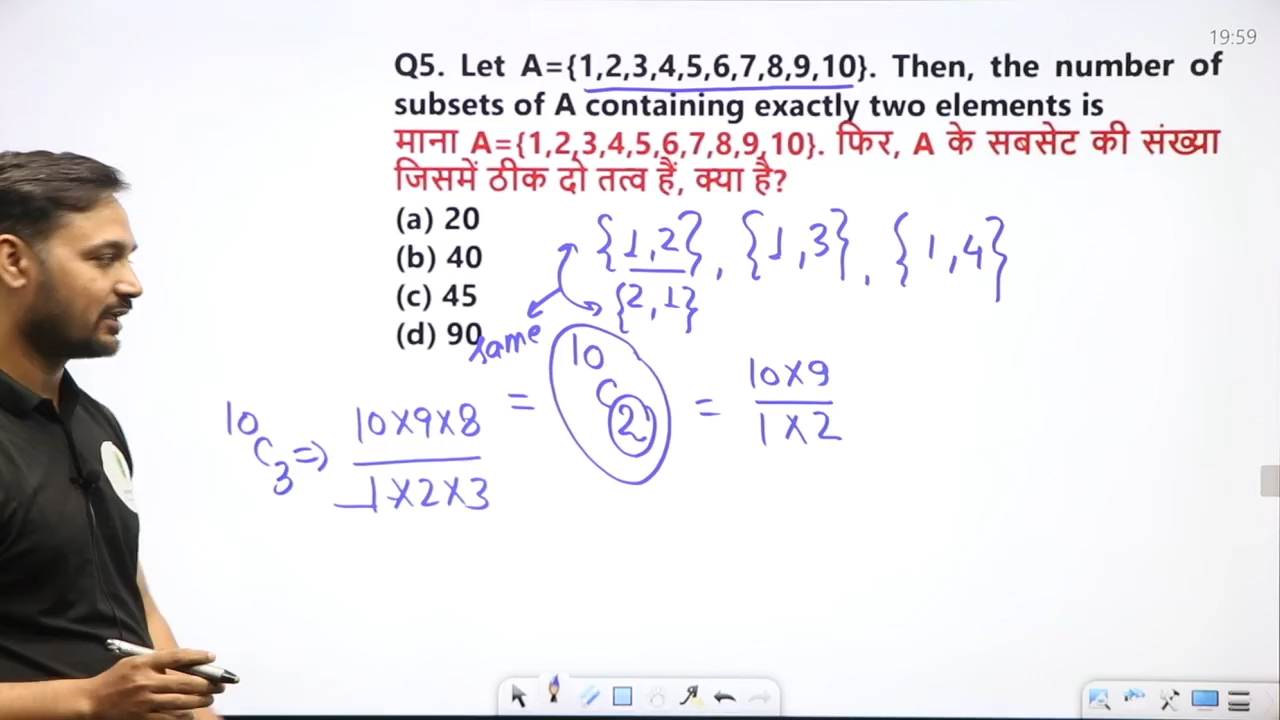 19:59
Q5. Let A={1,2,3,4,5,6,7,8,9,10}. Then, the number of
subsets of A containing exactly two elements is
माना A={1,2,3,4,5,6,7,8,9,10}. फिर, A के सबसेट की संख्या
जिसमें ठीक दो तत्व हैं, क्या है?
(a) 20
(b) 40
(c) 45
(d) 90
{1,2}, {1,3}, {1,4}
{2,1}
same
= 10C2 = 10×9 / 1×2
10C3 ⇒ 10×9×8 / 1×2×3